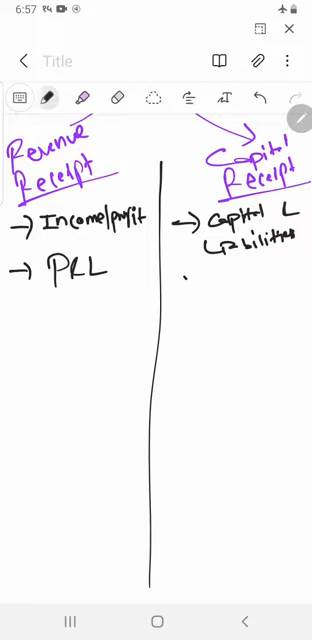 6:57
Title
Revenue
Receipt
→ Income/profit
→ P&L
Capital
Receipt
→ Capital &
Liabilities